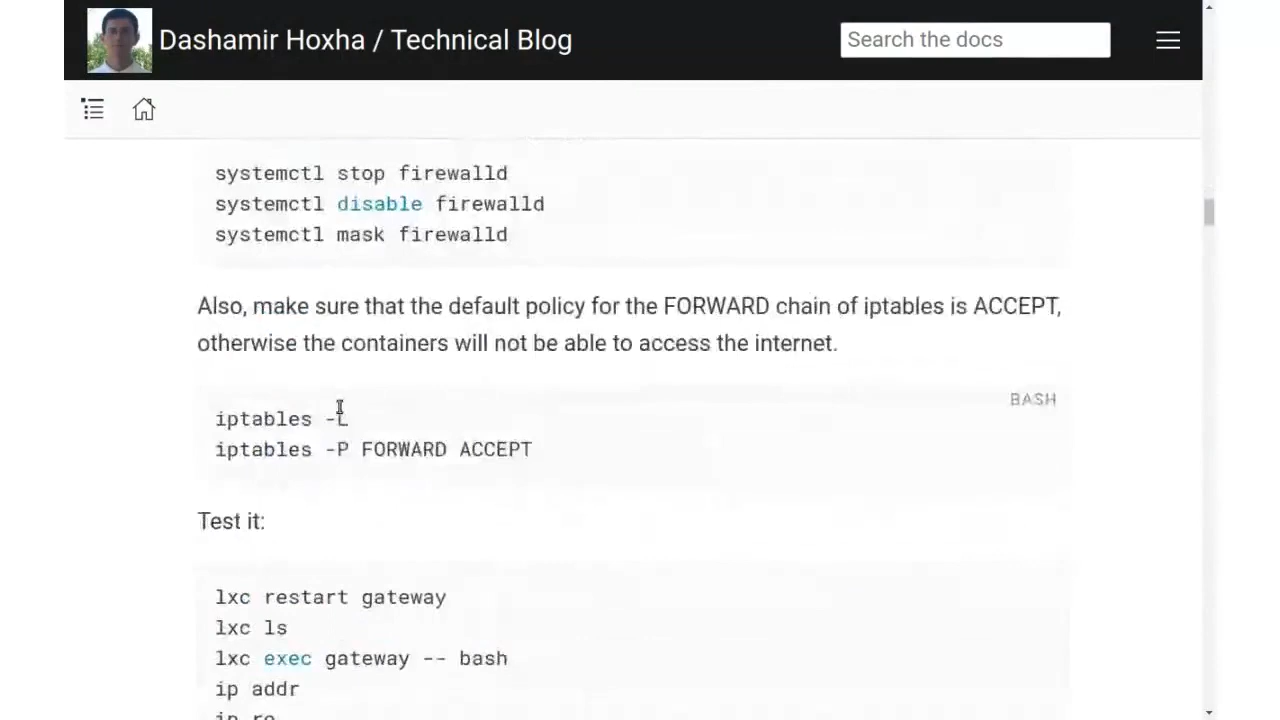 Dashamir Hoxha / Technical Blog
Search the docs
systemctl stop firewalld
systemctl disable firewalld
systemctl mask firewalld
Also, make sure that the default policy for the FORWARD chain of iptables is ACCEPT,
otherwise the containers will not be able to access the internet.
BASH
iptables -L
iptables -P FORWARD ACCEPT
Test it:
lxc restart gateway
lxc ls
lxc exec gateway -- bash
ip addr
ip ro